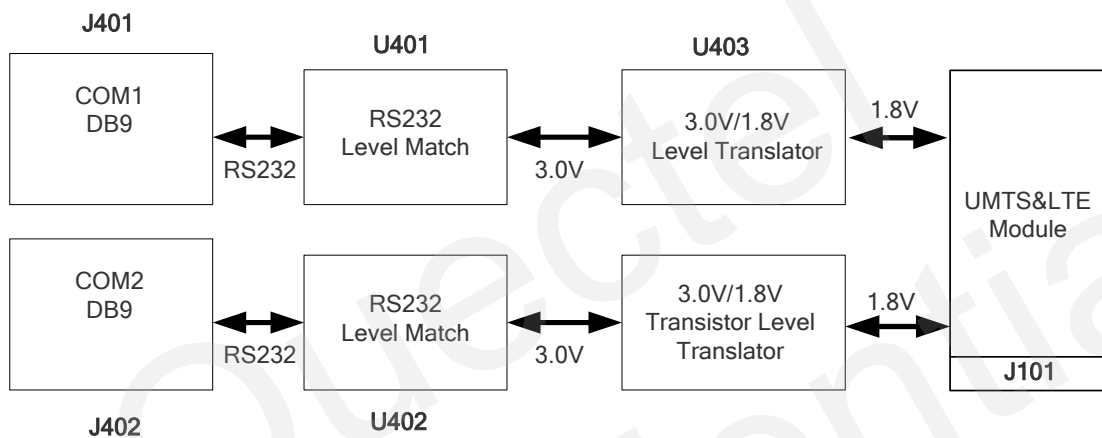 J401
U401
U403
COM1
DB9
RS232
RS232
Level Match
3.0V
3.0V/1.8V
Level Translator
1.8V
UMTS&LTE
Module
COM2
DB9
RS232
RS232
Level Match
3.0V
3.0V/1.8V
Transistor Level
Translator
1.8V
J101
J402
U402
Quectel